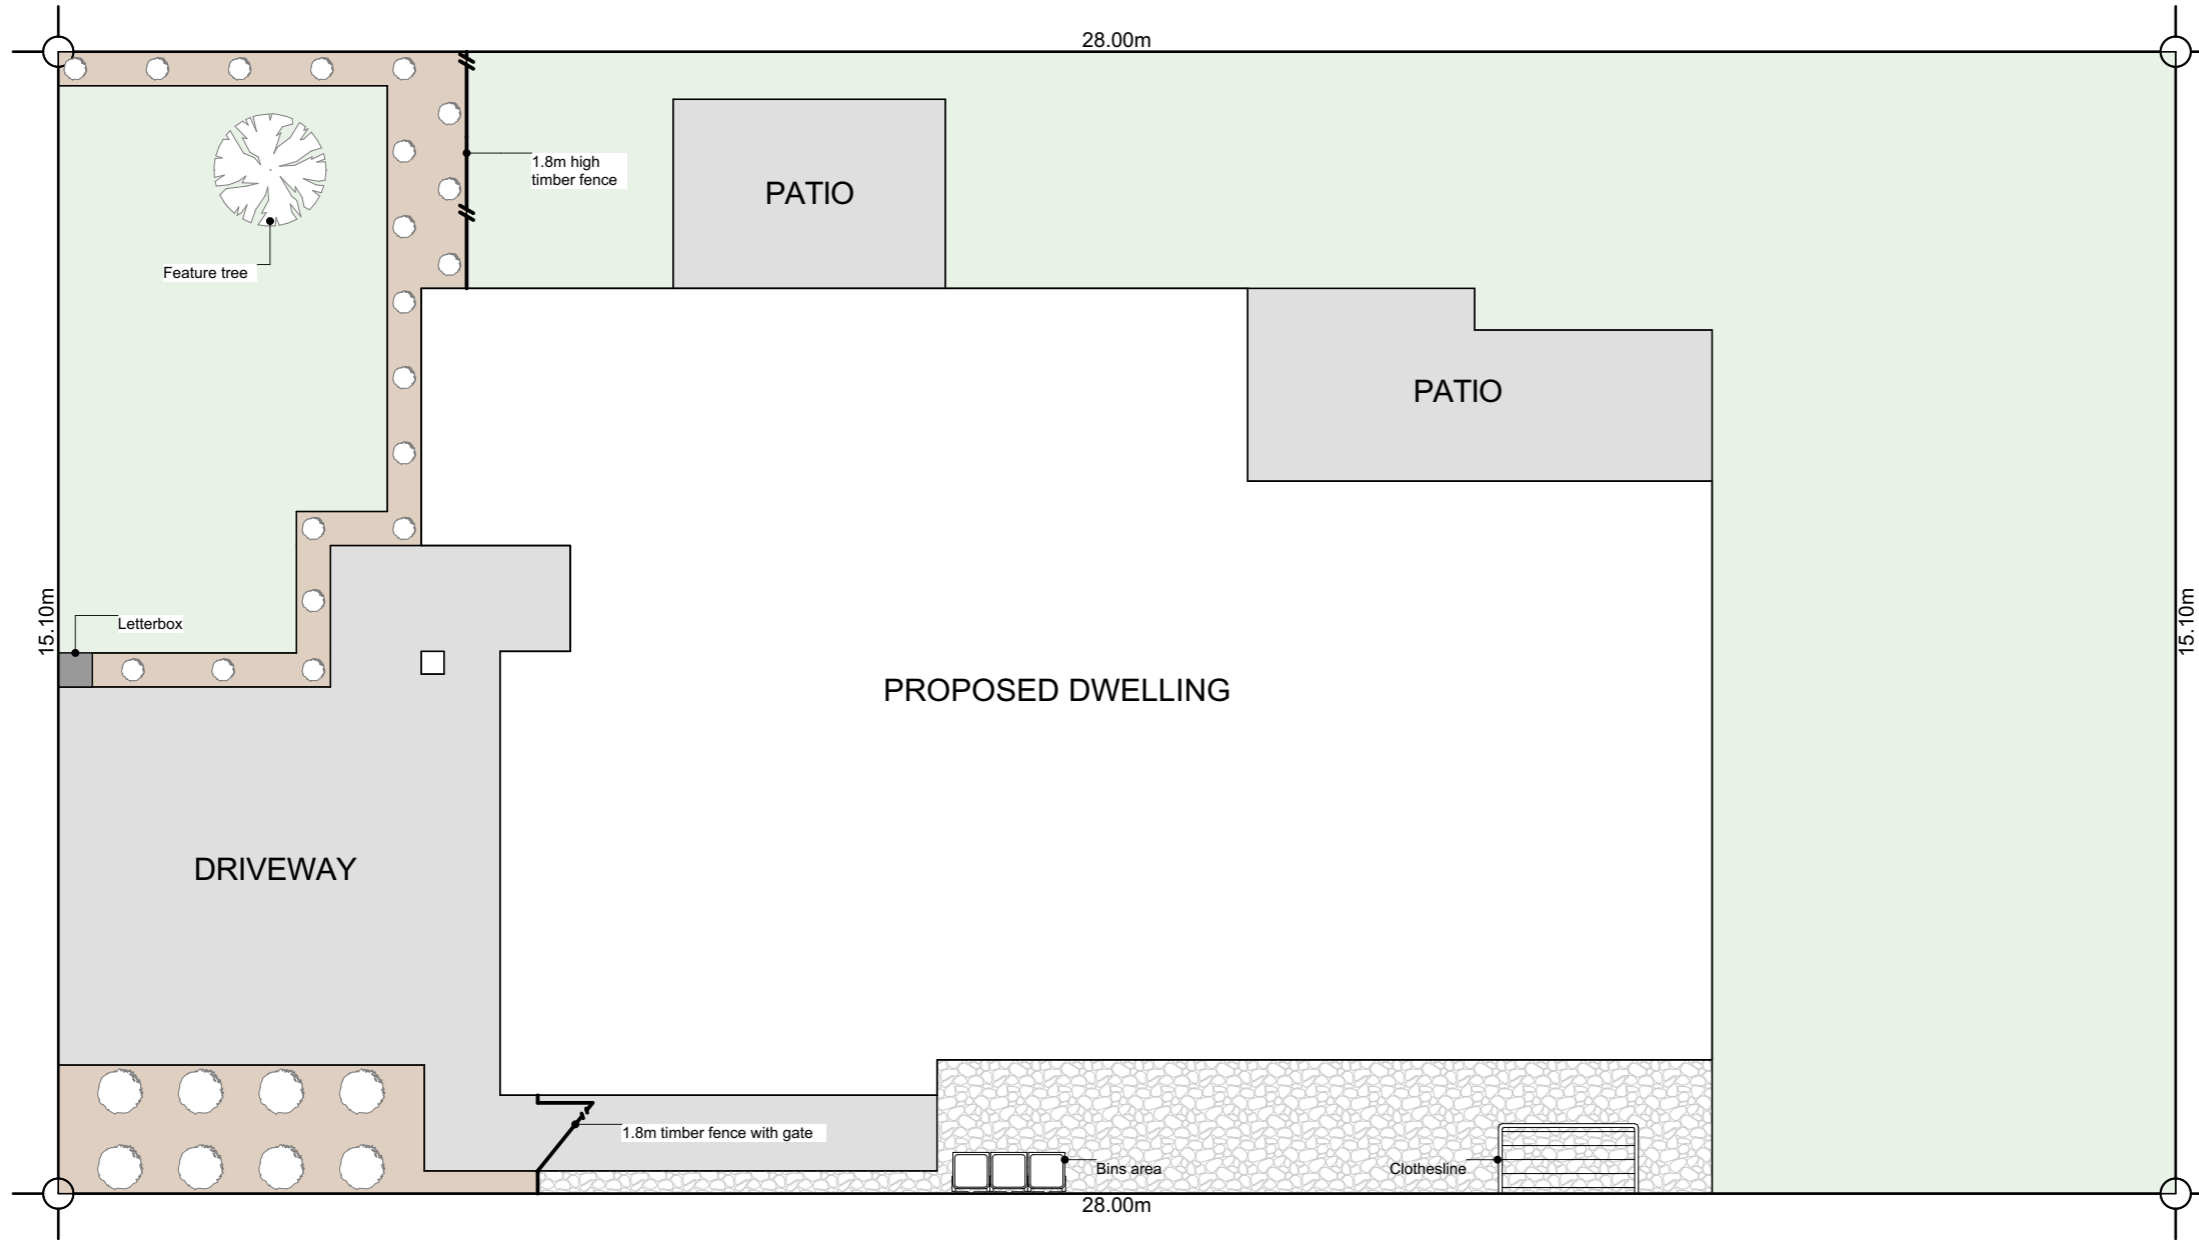 28.00m
1.8m high
timber fence
PATIO
Feature tree
PATIO
15.10m
15.10m
Letterbox
PROPOSED DWELLING
DRIVEWAY
1.8m timber fence with gate
Bins area
Clothesline
28.00m